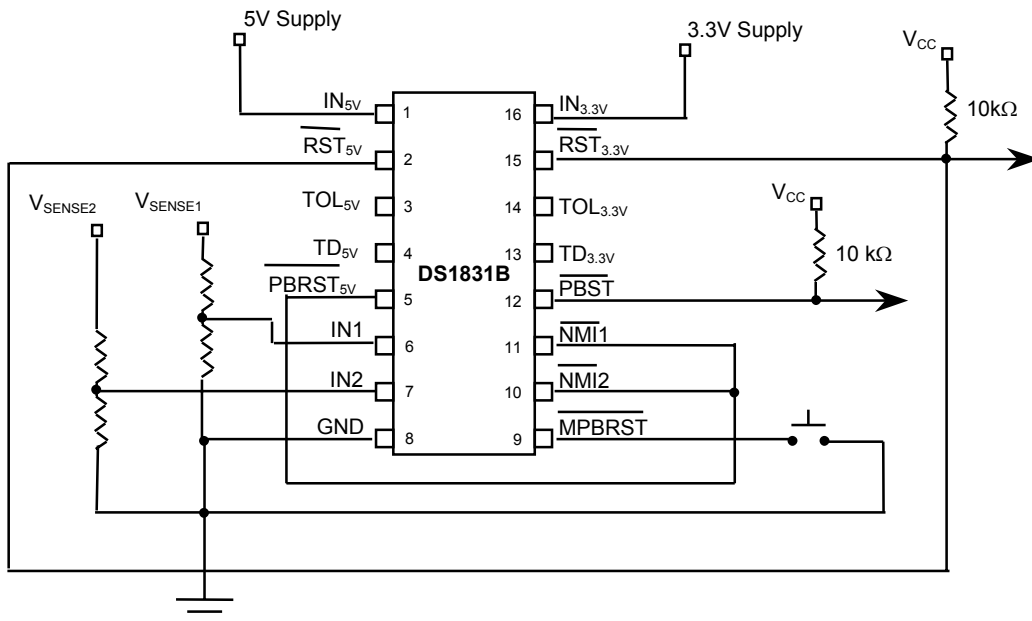 5V Supply
3.3V Supply
VCC
10kΩ
IN5V
1
16
IN3.3V
RST5V
2
15
RST3.3V
VSENSE2
VSENSE1
TOL5V
3
14
TOL3.3V
VCC
10 kΩ
TD5V
4
13
TD3.3V
DS1831B
PBRST5V
5
12
PBST
IN1
6
11
NMI1
IN2
7
10
NMI2
GND
8
9
MPBRST